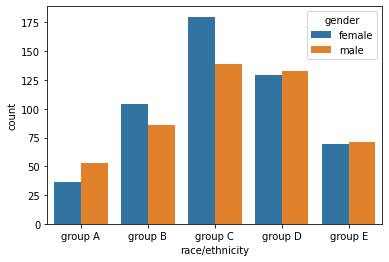 gender
female
male
175
150
125
100
75
50
25
0
count
group A group B group C group D group E
race/ethnicity